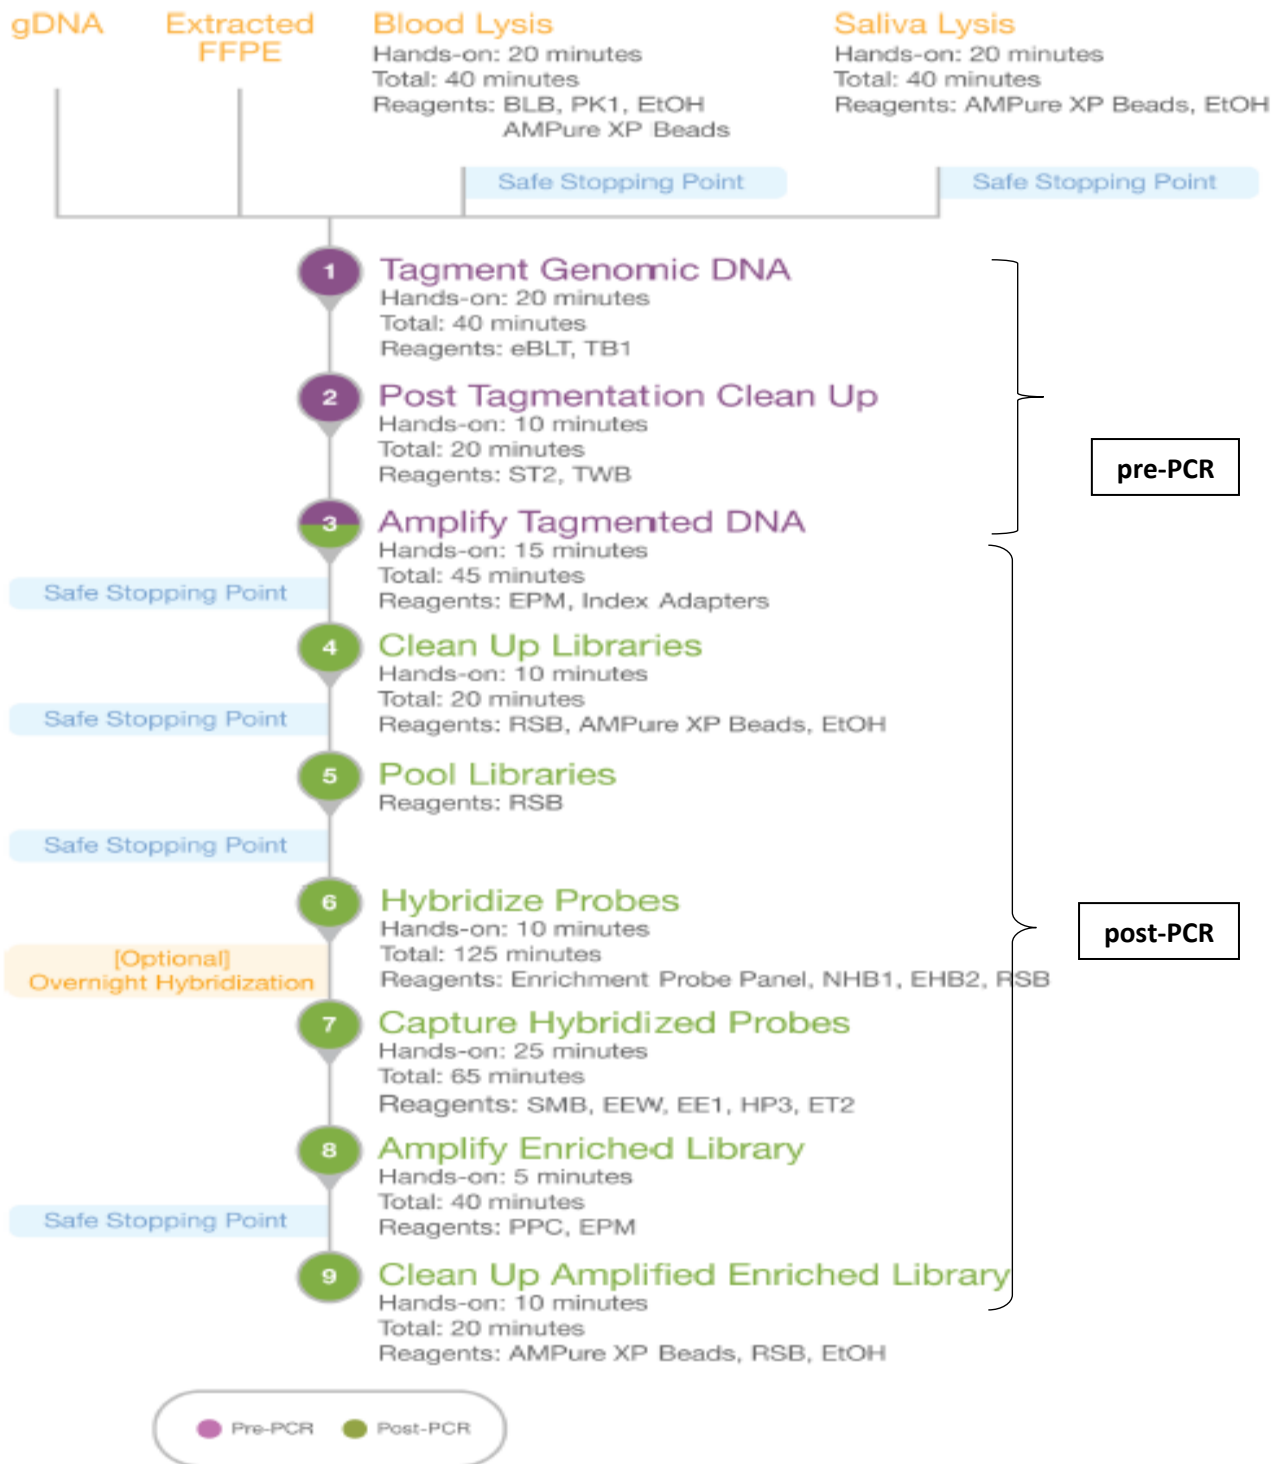 gDNA
Extracted
FFPE
Blood Lysis
Hands-on: 20 minutes
Total: 40 minutes
Reagents: BLB, PK1, EtOH
AMPure XP Beads
Saliva Lysis
Hands-on: 20 minutes
Total: 40 minutes
Reagents: AMPure XP Beads, EtOH
Safe Stopping Point
Safe Stopping Point
1
Tagment Genomic DNA
Hands-on: 20 minutes
Total: 40 minutes
Reagents: eBLT, TB1
2
Post Tagmentation Clean Up
Hands-on: 10 minutes
Total: 20 minutes
Reagents: ST2, TWB
pre-PCR
3
Amplify Tagmented DNA
Hands-on: 15 minutes
Total: 45 minutes
Reagents: EPM, Index Adapters
Safe Stopping Point
4
Clean Up Libraries
Hands-on: 10 minutes
Total: 20 minutes
Reagents: RSB, AMPure XP Beads, EtOH
Safe Stopping Point
5
Pool Libraries
Reagents: RSB
Safe Stopping Point
6
Hybridize Probes
Hands-on: 10 minutes
Total: 125 minutes
Reagents: Enrichment Probe Panel, NHB1, EHB2, RSB
post-PCR
[Optional]
Overnight Hybridization
7
Capture Hybridized Probes
Hands-on: 25 minutes
Total: 65 minutes
Reagents: SMB, EEW, EE1, HP3, ET2
8
Amplify Enriched Library
Hands-on: 5 minutes
Total: 40 minutes
Reagents: PPC, EPM
Safe Stopping Point
9
Clean Up Amplified Enriched Library
Hands-on: 10 minutes
Total: 20 minutes
Reagents: AMPure XP Beads, RSB, EtOH
Pre-PCR
Post-PCR